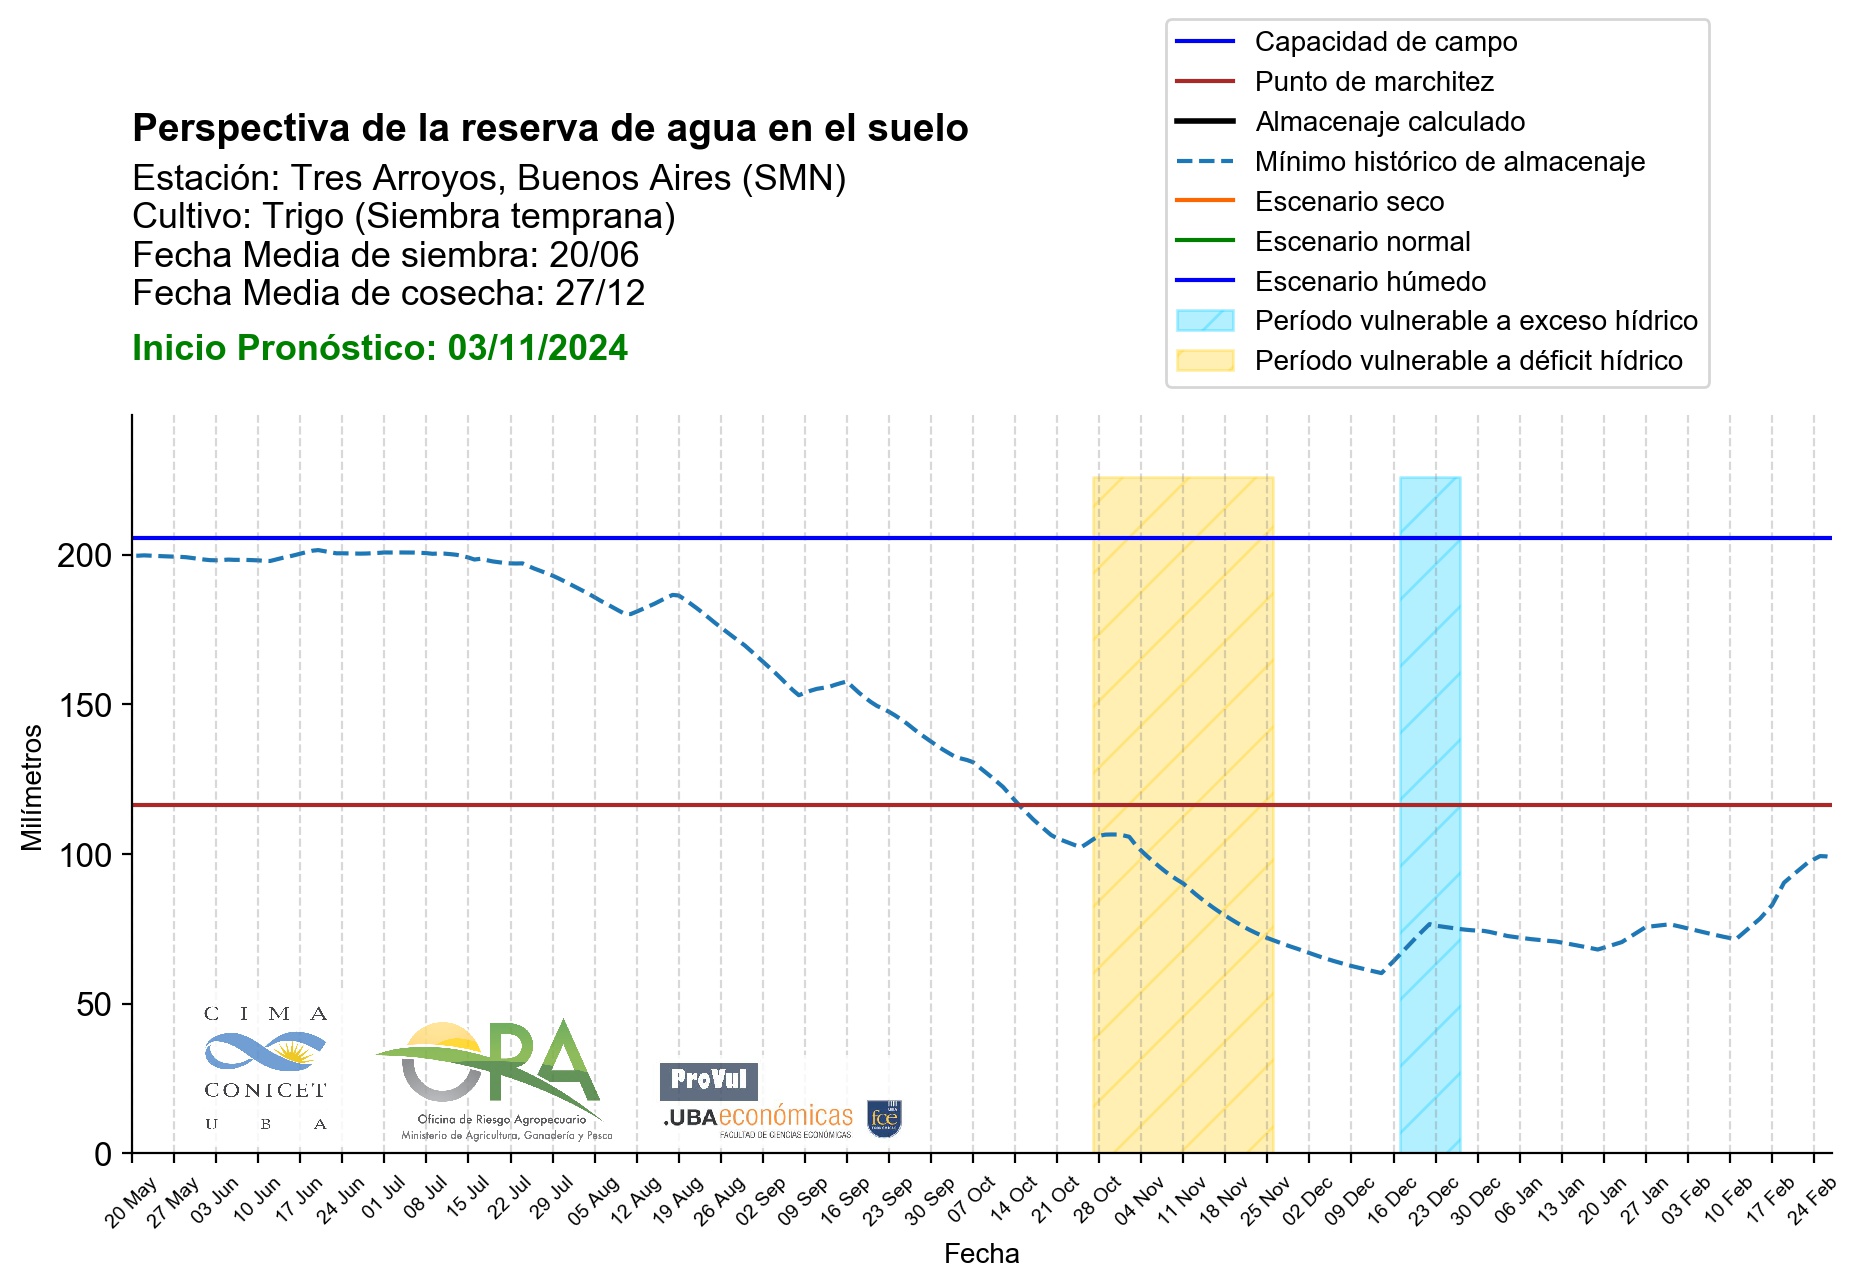 Capacidad de campo
Punto de marchitez
Almacenaje calculado
Mínimo histórico de almacenaje
Escenario seco
Escenario normal
Escenario húmedo
Período vulnerable a exceso hídrico
Período vulnerable a déficit hídrico
Perspectiva de la reserva de agua en el suelo
Estación: Tres Arroyos, Buenos Aires (SMN)
Cultivo: Trigo (Siembra temprana)
Fecha Media de siembra: 20/06
Fecha Media de cosecha: 27/12
Inicio Pronóstico: 03/11/2024
Milímetros
200
150
100
50
0
C I M A
CONICET
U B A
ORA
Oficina de Riesgo Agropecuario
Ministerio de Agricultura, Ganadería y Pesca
ProVul
.UBAeconómicas
FACULTAD DE CIENCIAS ECONÓMICAS
UBA
fce
ECONÓMICAS
20 May
27 May
03 Jun
10 Jun
17 Jun
24 Jun
01 Jul
08 Jul
15 Jul
22 Jul
29 Jul
05 Aug
12 Aug
19 Aug
26 Aug
02 Sep
09 Sep
16 Sep
23 Sep
30 Sep
07 Oct
14 Oct
21 Oct
28 Oct
04 Nov
11 Nov
18 Nov
25 Nov
02 Dec
09 Dec
16 Dec
23 Dec
30 Dec
06 Jan
13 Jan
20 Jan
27 Jan
03 Feb
10 Feb
17 Feb
24 Feb
Fecha